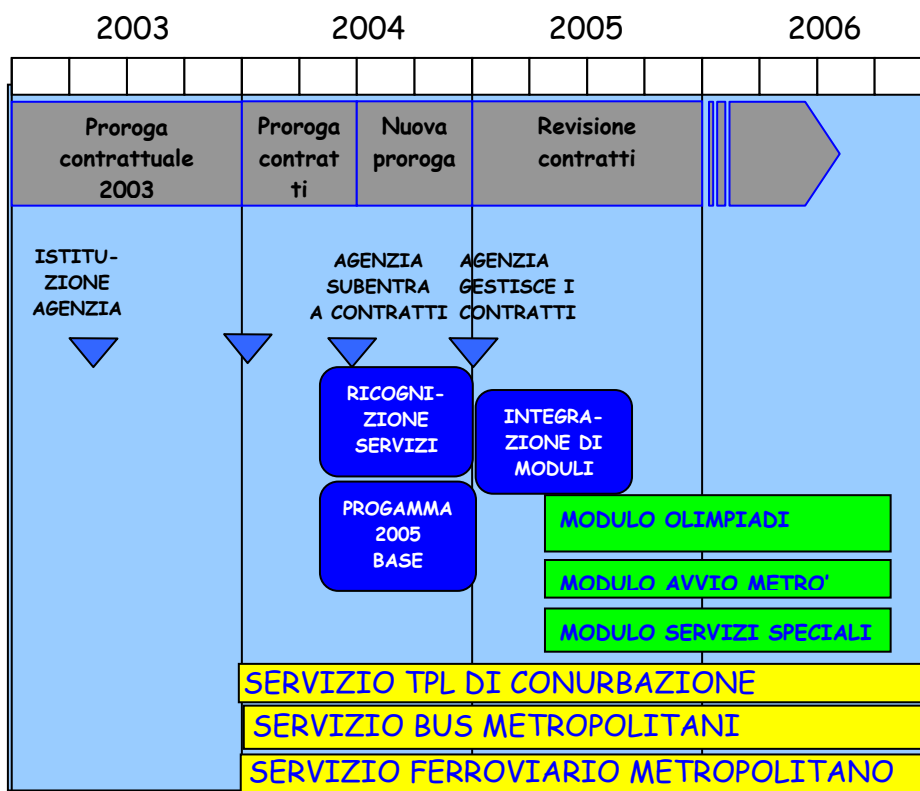 2003 2004 2005 2006
Proroga
contrattuale
2003
Proroga
contrat
ti
Nuova
proroga
Revisione
contratti
ISTITU-
ZIONE
AGENZIA
AGENZIA
SUBENTRA
A CONTRATTI
AGENZIA
GESTISCE I
CONTRATTI
RICOGNI-
ZIONE
SERVIZI
INTEGRA-
ZIONE DI
MODULI
PROGAMMA
2005
BASE
MODULO OLIMPIADI
MODULO AVVIO METRO'
MODULO SERVIZI SPECIALI
SERVIZIO TPL DI CONURBAZIONE
SERVIZIO BUS METROPOLITANI
SERVIZIO FERROVIARIO METROPOLITANO